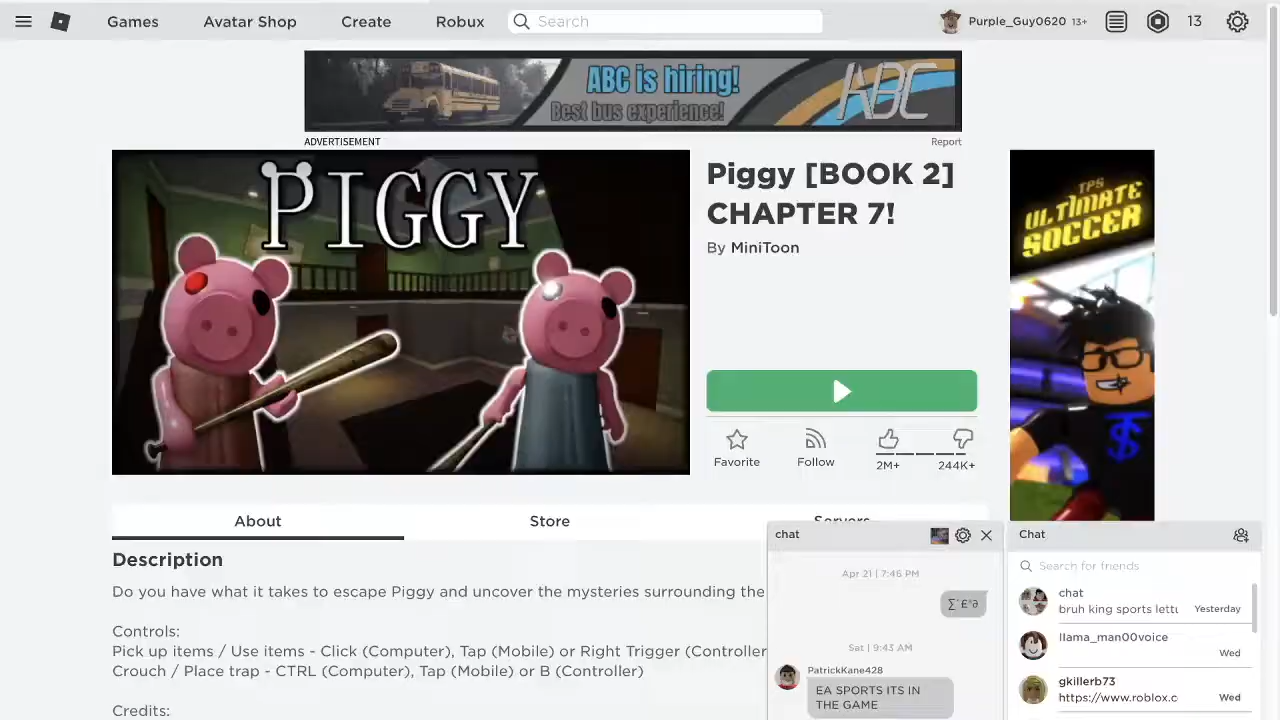 Games
Avatar Shop
Create
Robux
Search
Purple_Guy0620 13+
13
ABC is hiring!
Best bus experience!
ABC
ADVERTISEMENT
Report
PIGGY
Piggy [BOOK 2]
CHAPTER 7!
By MiniToon
TPS
ULTIMATE
SOCCER
Favorite
Follow
2M+
244K+
About
Store
Servers
Description
Do you have what it takes to escape Piggy and uncover the mysteries surrounding the
Controls:
Pick up items / Use items - Click (Computer), Tap (Mobile) or Right Trigger (Controller
Crouch / Place trap - CTRL (Computer), Tap (Mobile) or B (Controller)
Credits:
chat
Apr 21 | 7:46 PM
Sat | 9:43 AM
PatrickKane428
EA SPORTS ITS IN
THE GAME
Chat
Search for friends
chat
bruh king sports lettu
Yesterday
llama_man00voice
Wed
gkillerb73
https://www.roblox.c
Wed